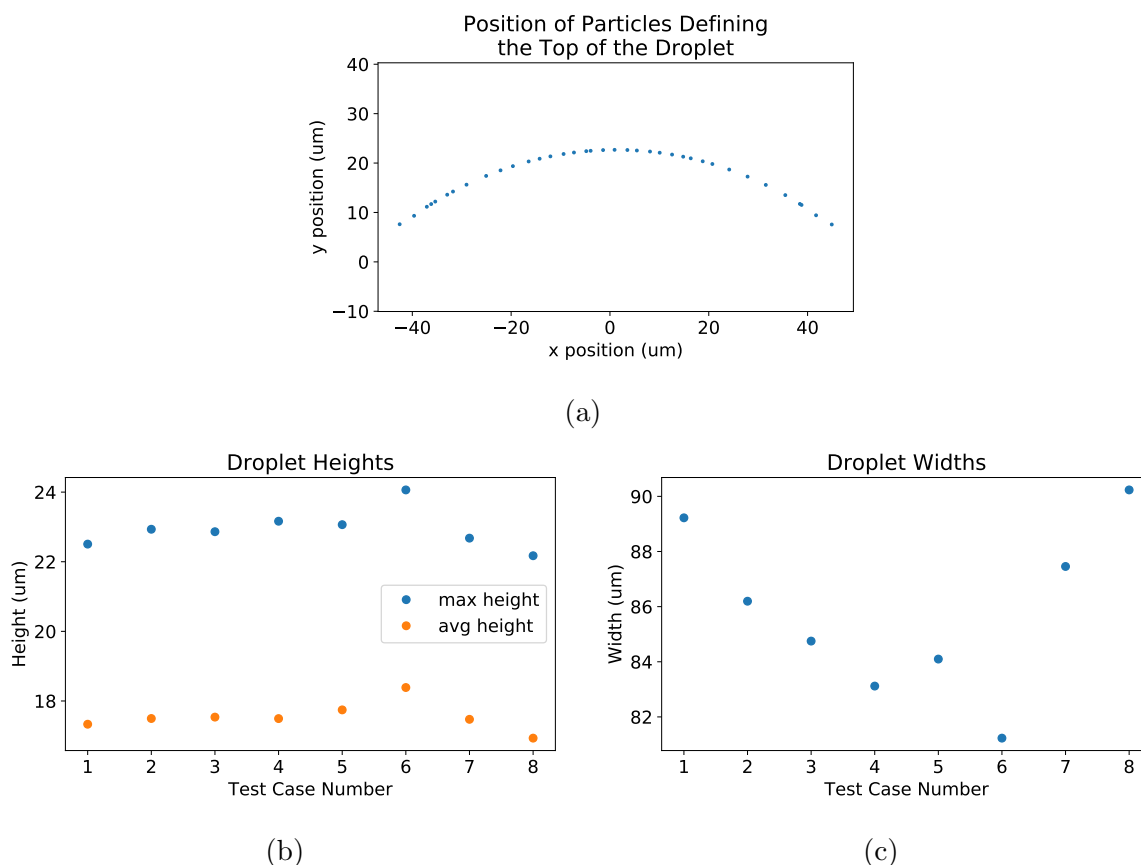 Position of Particles Defining
the Top of the Droplet
40
30
20
10
0
−10
y position (um)
−40
−20
0
20
40
x position (um)
(a)
Droplet Heights
24
22
20
18
Height (um)
max height
avg height
1 2 3 4 5 6 7 8
Test Case Number
(b)
Droplet Widths
90
88
86
84
82
Width (um)
1 2 3 4 5 6 7 8
Test Case Number
(c)